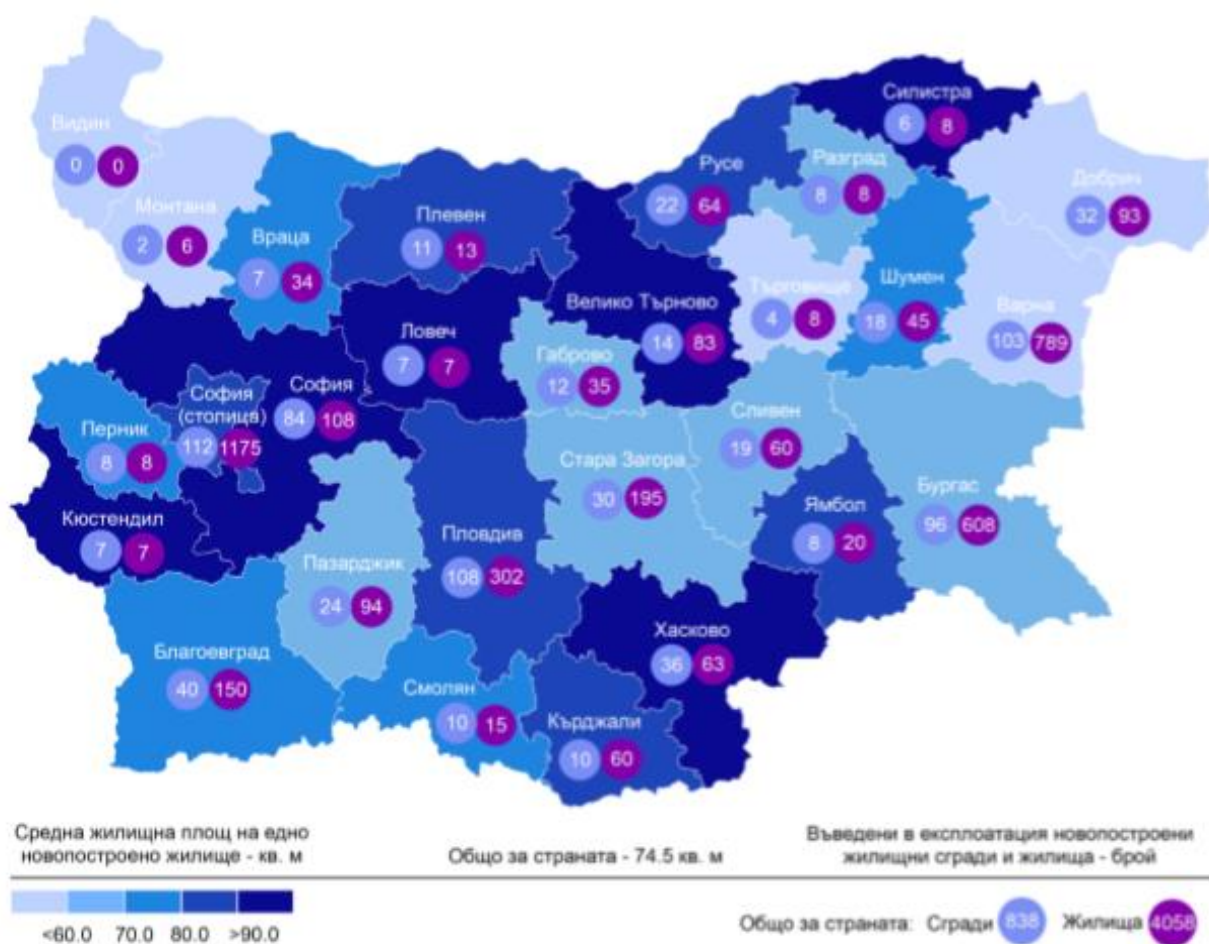 Силистра
6 8
Видин
0 0
Русе
22 64
Разград
8 8
Добрич
32 93
Монтана
2 6
Враца
7 34
Плевен
11 13
Велико Търново
14 83
Търговище
4 8
Шумен
18 45
Варна
103 789
Ловеч
7 7
Габрово
12 35
София
(столица)
112 1175
София
84 108
Перник
8 8
Сливен
19 60
Стара Загора
30 195
Бургас
96 608
Ямбол
8 20
Кюстендил
7 7
Пловдив
108 302
Пазарджик
24 94
Хасково
36 63
Благоевград
40 150
Смолян
10 15
Кърджали
10 60
Средна жилищна площ на едно
новопостроено жилище - кв. м
<60.0 70.0 80.0 >90.0
Общо за страната - 74.5 кв. м
Въведени в експлоатация новопостроени
жилищни сгради и жилища - брой
Общо за страната: Сгради 838 Жилища 4058